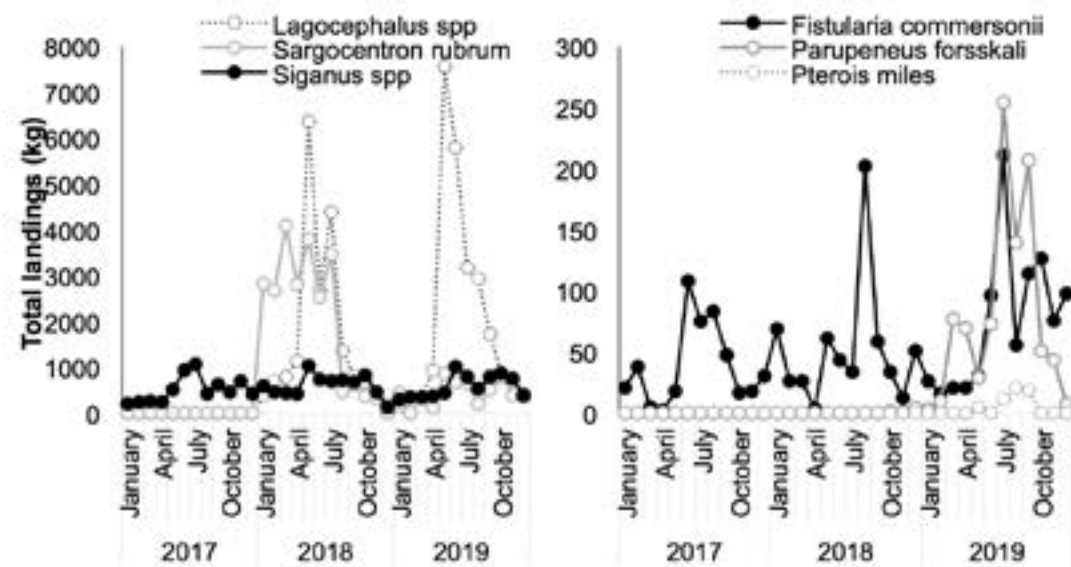 Total landings (kg)
Lagocephalus spp
Sargocentron rubrum
Siganus spp
8000
7000
6000
5000
4000
3000
2000
1000
0
January
April
July
October
January
April
July
October
January
April
July
October
2017
2018
2019
Fistularia commersonii
Parupeneus forsskali
Pterois miles
300
250
200
150
100
50
0
January
April
July
October
January
April
July
October
January
April
July
October
2017
2018
2019